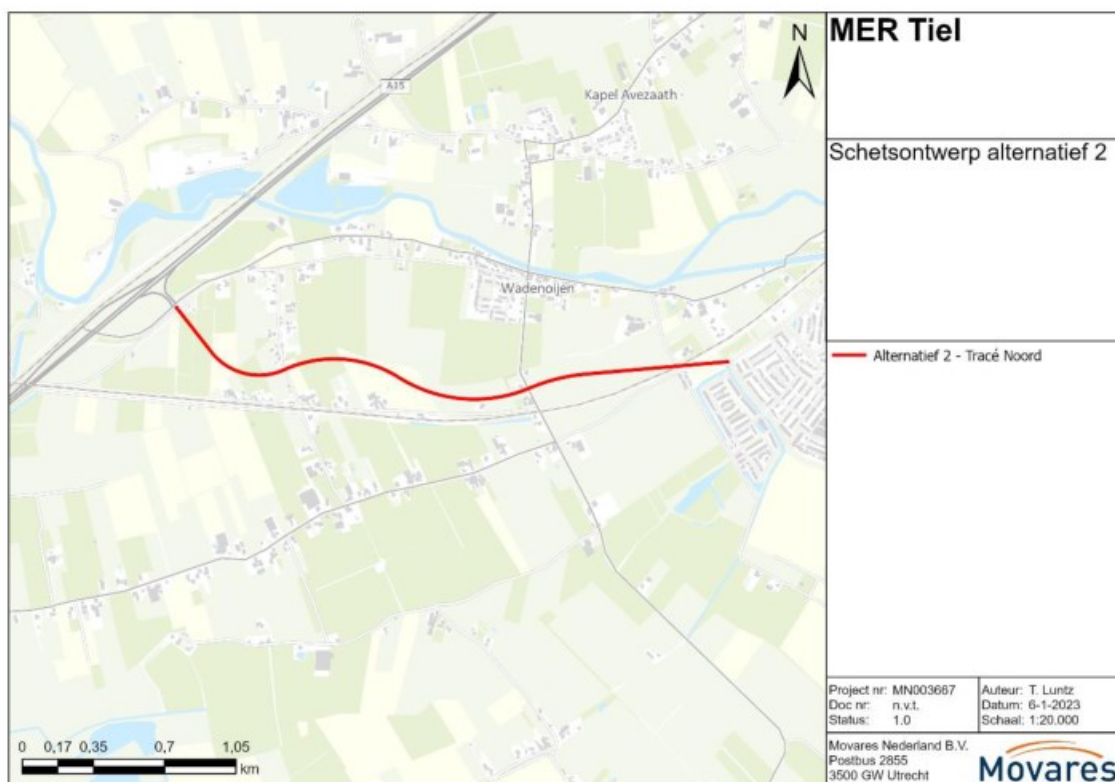 MER Tiel
Schetsontwerp alternatief 2
Alternatief 2 - Tracé Noord
N
A15
Kapel Avezaath
Wadenoijen
0 0,17 0,35 0,7 1,05
km
Project nr: MN003667
Doc nr: n.v.t.
Status: 1.0
Auteur: T. Luntz
Datum: 6-1-2023
Schaal: 1:20.000
Movares Nederland B.V.
Postbus 2855
3500 GW Utrecht
Movares